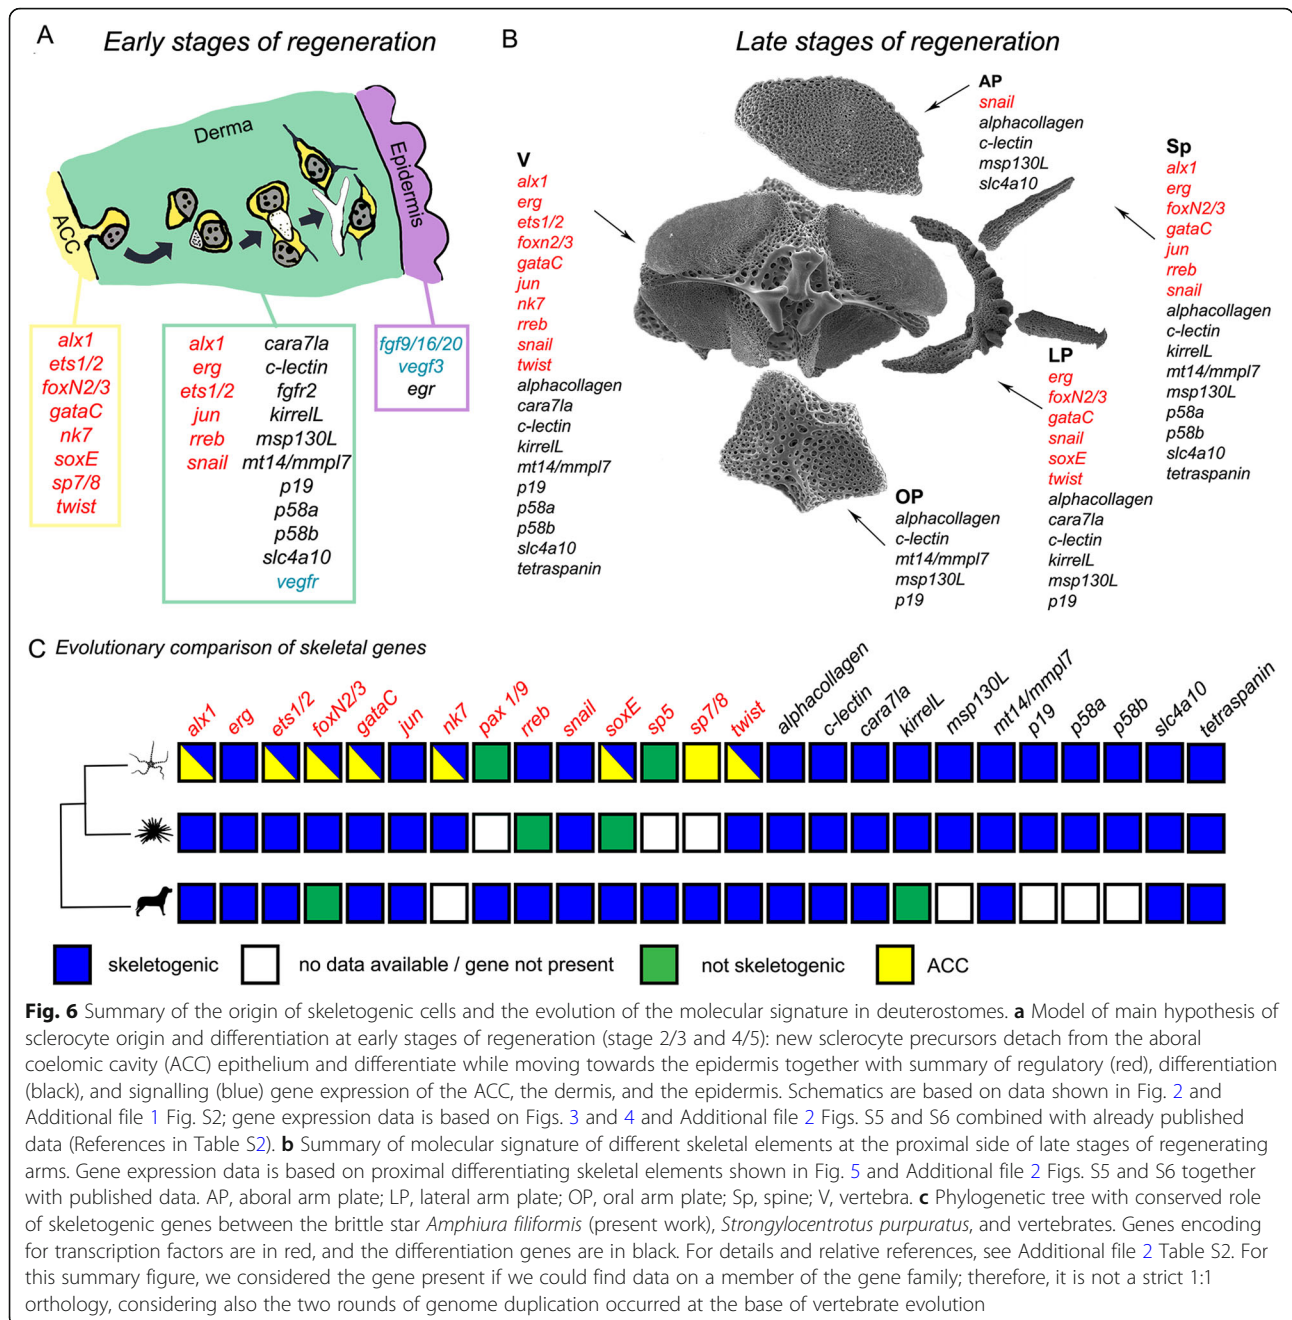 A
Early stages of regeneration
Derma
Epidermis
ACC
alx1
ets1/2
foxN2/3
gataC
nk7
soxE
sp7/8
twist
alx1
erg
ets1/2
jun
rreb
snail
cara7la
c-lectin
fgfr2
kirrelL
msp130L
mt14/mmpl7
p19
p58a
p58b
slc4a10
vegfr
fgf9/16/20
vegf3
egr
B
Late stages of regeneration
V
alx1
erg
ets1/2
foxn2/3
gataC
jun
nk7
rreb
snail
twist
alphacollagen
cara7la
c-lectin
kirrelL
mt14/mmpl7
p19
p58a
p58b
slc4a10
tetraspanin
AP
snail
alphacollagen
c-lectin
msp130L
slc4a10
Sp
alx1
erg
foxN2/3
gataC
jun
rreb
snail
alphacollagen
c-lectin
kirrelL
mt14/mmpl7
msp130L
p58a
p58b
slc4a10
tetraspanin
LP
erg
foxN2/3
gataC
snail
soxE
twist
alphacollagen
cara7la
c-lectin
kirrelL
msp130L
p19
OP
alphacollagen
c-lectin
mt14/mmpl7
msp130L
p19
C Evolutionary comparison of skeletal genes
alx1
erg
ets1/2
foxN2/3
gataC
jun
nk7
pax 1/9
rreb
snail
soxE
sp5
sp7/8
twist
alphacollagen
c-lectin
cara7la
kirrelL
msp130L
mt14/mmpl7
p19
p58a
p58b
slc4a10
tetraspanin
skeletogenic
no data available / gene not present
not skeletogenic
ACC
Fig. 6 Summary of the origin of skeletogenic cells and the evolution of the molecular signature in deuterostomes. a Model of main hypothesis of
sclerocyte origin and differentiation at early stages of regeneration (stage 2/3 and 4/5): new sclerocyte precursors detach from the aboral
coelomic cavity (ACC) epithelium and differentiate while moving towards the epidermis together with summary of regulatory (red), differentiation
(black), and signalling (blue) gene expression of the ACC, the dermis, and the epidermis. Schematics are based on data shown in Fig. 2 and
Additional file 1 Fig. S2; gene expression data is based on Figs. 3 and 4 and Additional file 2 Figs. S5 and S6 combined with already published
data (References in Table S2). b Summary of molecular signature of different skeletal elements at the proximal side of late stages of regenerating
arms. Gene expression data is based on proximal differentiating skeletal elements shown in Fig. 5 and Additional file 2 Figs. S5 and S6 together
with published data. AP, aboral arm plate; LP, lateral arm plate; OP, oral arm plate; Sp, spine; V, vertebra. c Phylogenetic tree with conserved role
of skeletogenic genes between the brittle star Amphiura filiformis (present work), Strongylocentrotus purpuratus, and vertebrates. Genes encoding
for transcription factors are in red, and the differentiation genes are in black. For details and relative references, see Additional file 2 Table S2. For
this summary figure, we considered the gene present if we could find data on a member of the gene family; therefore, it is not a strict 1:1
orthology, considering also the two rounds of genome duplication occurred at the base of vertebrate evolution